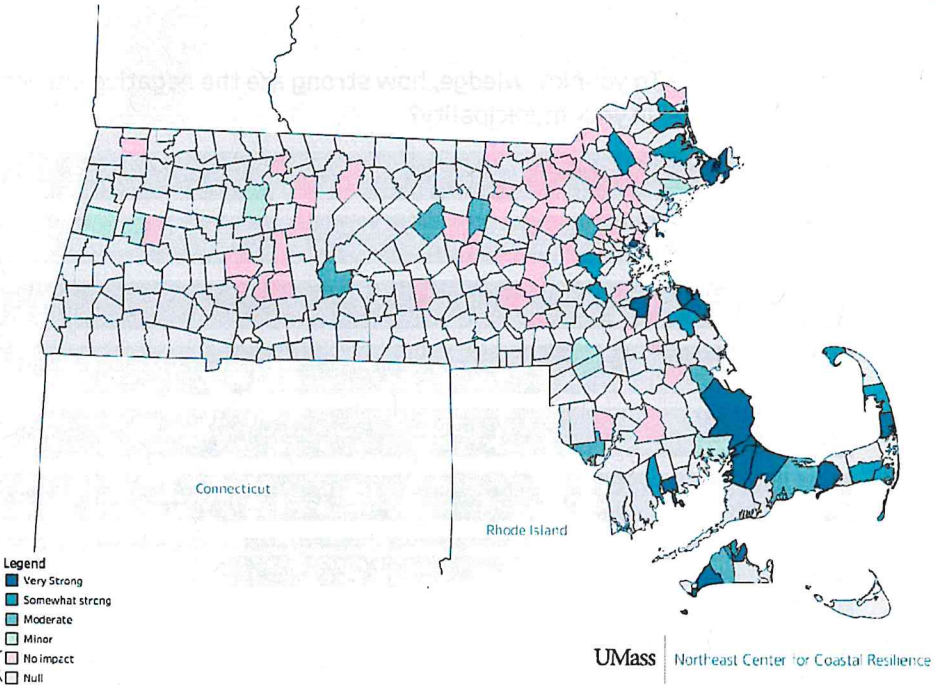 Connecticut
Rhode Island
Legend
Very Strong
Somewhat strong
Moderate
Minor
No impact
Null
UMass
Northeast Center for Coastal Resilience